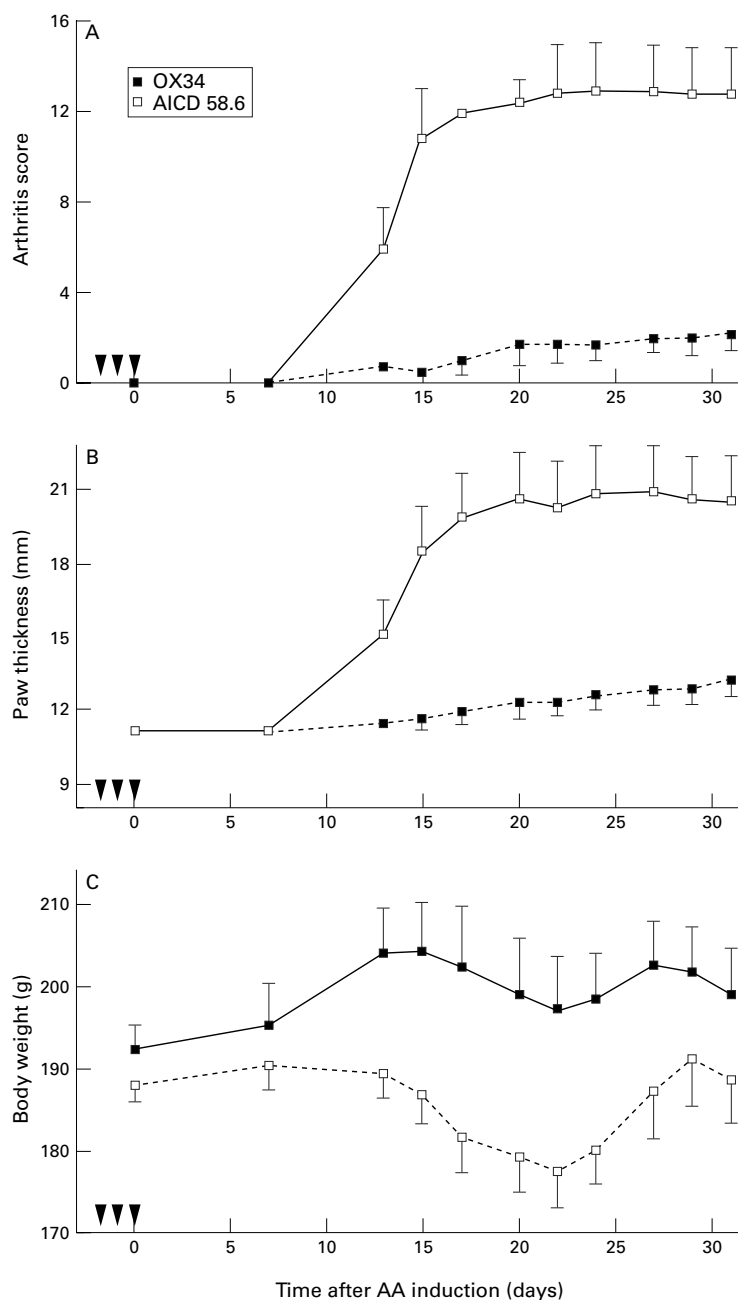 A
16
12
8
4
0
Arthritis score
OX34
AICD 58.6
0 5 10 15 20 25 30
B
21
18
15
12
9
Paw thickness (mm)
0 5 10 15 20 25 30
C
210
200
190
180
170
Body weight (g)
0 5 10 15 20 25 30
Time after AA induction (days)